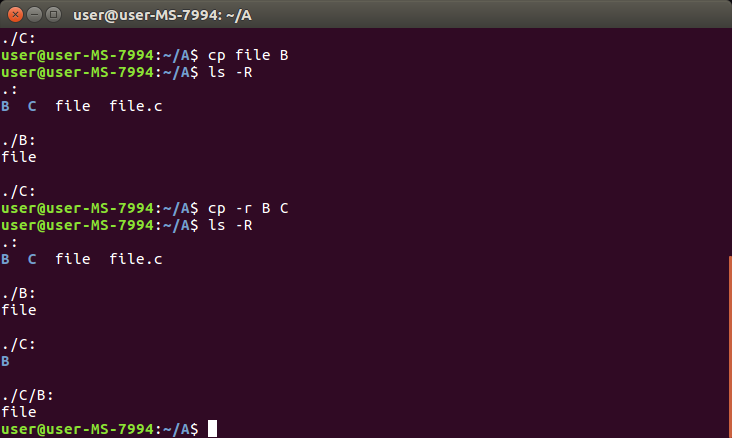 user@user-MS-7994: ~/A
./C:
user@user-MS-7994:~/A$ cp file B
user@user-MS-7994:~/A$ ls -R
.:
B  C  file  file.c
./B:
file
./C:
user@user-MS-7994:~/A$ cp -r B C
user@user-MS-7994:~/A$ ls -R
.:
B  C  file  file.c
./B:
file
./C:
B
./C/B:
file
user@user-MS-7994:~/A$